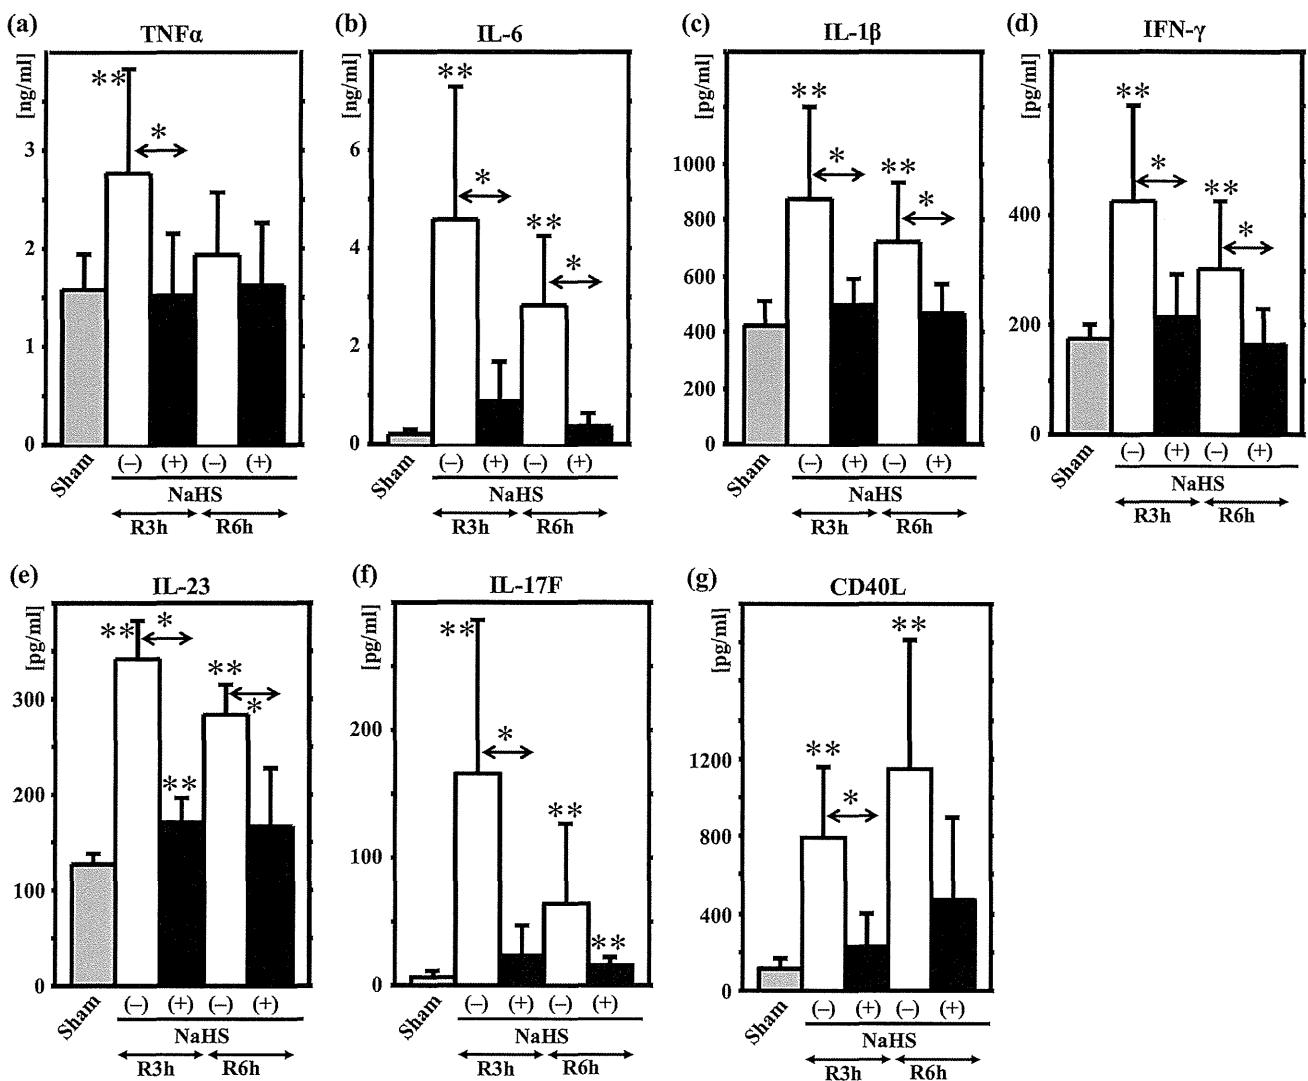 (a) TNFα
[ng/ml]
**
*
3
2
1
0
Sham (–) (+) (–) (+)
NaHS
R3h R6h
(b) IL-6
[ng/ml]
**
6
*
**
4
*
2
0
Sham (–) (+) (–) (+)
NaHS
R3h R6h
(c) IL-1β
[pg/ml]
**
1000
*
**
*
800
600
400
200
0
Sham (–) (+) (–) (+)
NaHS
R3h R6h
(d) IFN-γ
[pg/ml]
**
*
**
400
*
200
0
Sham (–) (+) (–) (+)
NaHS
R3h R6h
(e) IL-23
[pg/ml]
** *
**
300
*
**
200
100
0
Sham (–) (+) (–) (+)
NaHS
R3h R6h
(f) IL-17F
[pg/ml]
**
*
200
**
100
**
0
Sham (–) (+) (–) (+)
NaHS
R3h R6h
(g) CD40L
[pg/ml]
**
**
1200
*
800
400
0
Sham (–) (+) (–) (+)
NaHS
R3h R6h